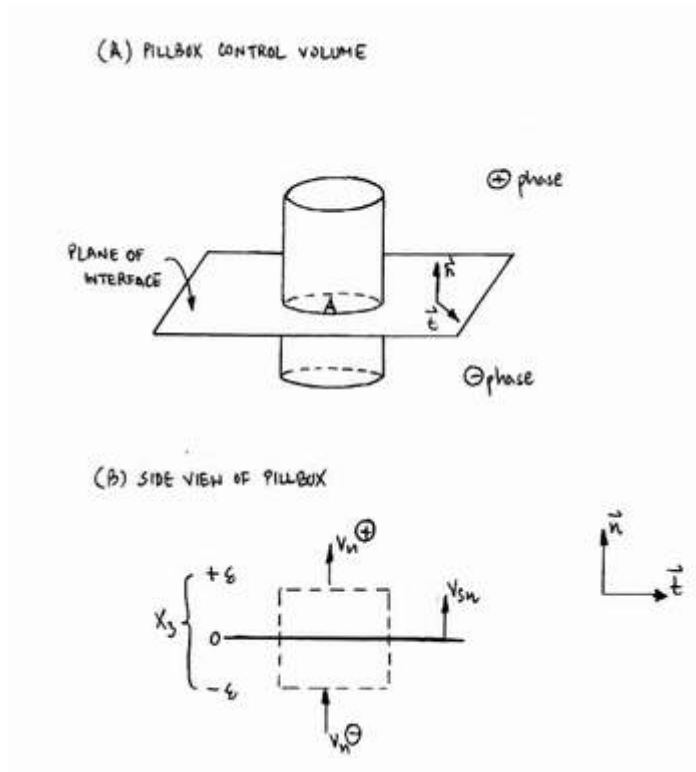 (A) PILLBOX CONTROL VOLUME
⊕ phase
PLANE OF
INTERFACE
n⃗
A
t⃗
⊖ phase
(B) SIDE VIEW OF PILLBOX
Vn⊕
n⃗
+ε
VSn
t⃗
X3
0
-ε
Vn⊖